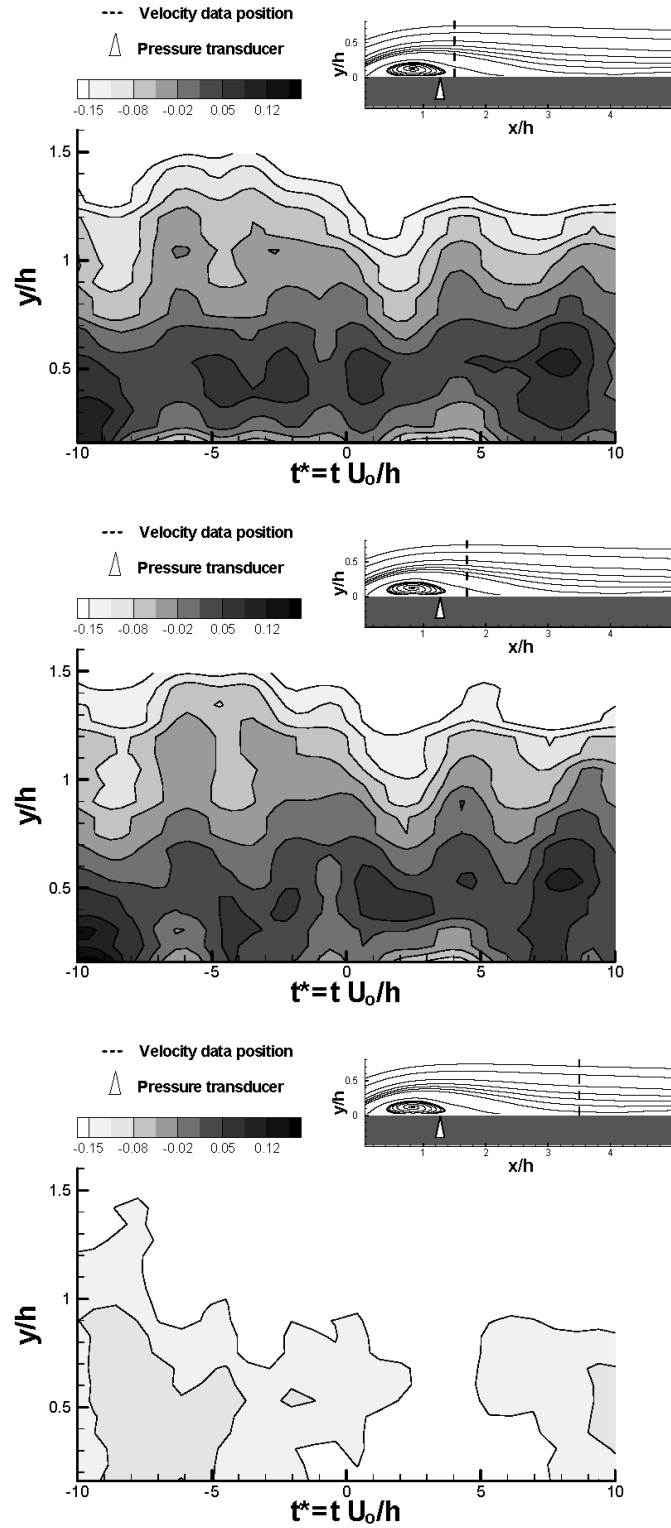 Velocity data position
Pressure transducer
-0.15 -0.08 -0.02 0.05 0.12
y/h
0.5
0
1 2 3 4
x/h
y/h
1.5
1
0.5
-10 -5 0 5 10
t*=t U₀/h
Velocity data position
Pressure transducer
-0.15 -0.08 -0.02 0.05 0.12
y/h
0.5
0
1 2 3 4
x/h
y/h
1.5
1
0.5
-10 -5 0 5 10
t*=t U₀/h
Velocity data position
Pressure transducer
-0.15 -0.08 -0.02 0.05 0.12
y/h
0.5
0
1 2 3 4
x/h
y/h
1.5
1
0.5
-10 -5 0 5 10
t*=t U₀/h